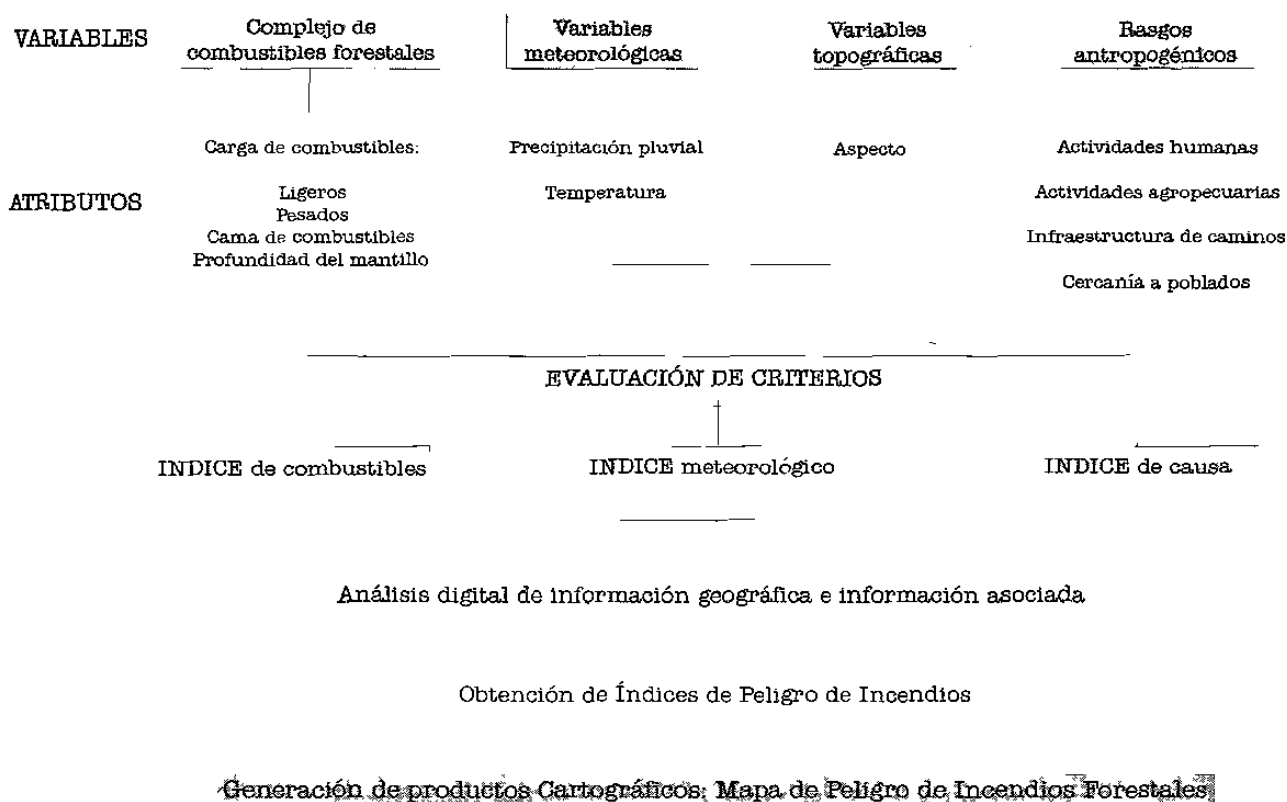 VARIABLES
Complejo de
combustibles forestales
Variables
meteorológicas
Variables
topográficas
Rasgos
antropogénicos
ATRIBUTOS
Carga de combustibles:
Ligeros
Pesados
Cama de combustibles
Profundidad del mantillo
Precipitación pluvial
Temperatura
Aspecto
Actividades humanas
Actividades agropecuarias
Infraestructura de caminos
Cercanía a poblados
EVALUACIÓN DE CRITERIOS
INDICE de combustibles
INDICE meteorológico
INDICE de causa
Análisis digital de información geográfica e información asociada
Obtención de Índices de Peligro de Incendios
Generación de productos Cartográficos: Mapa de Peligro de Incendios Forestales